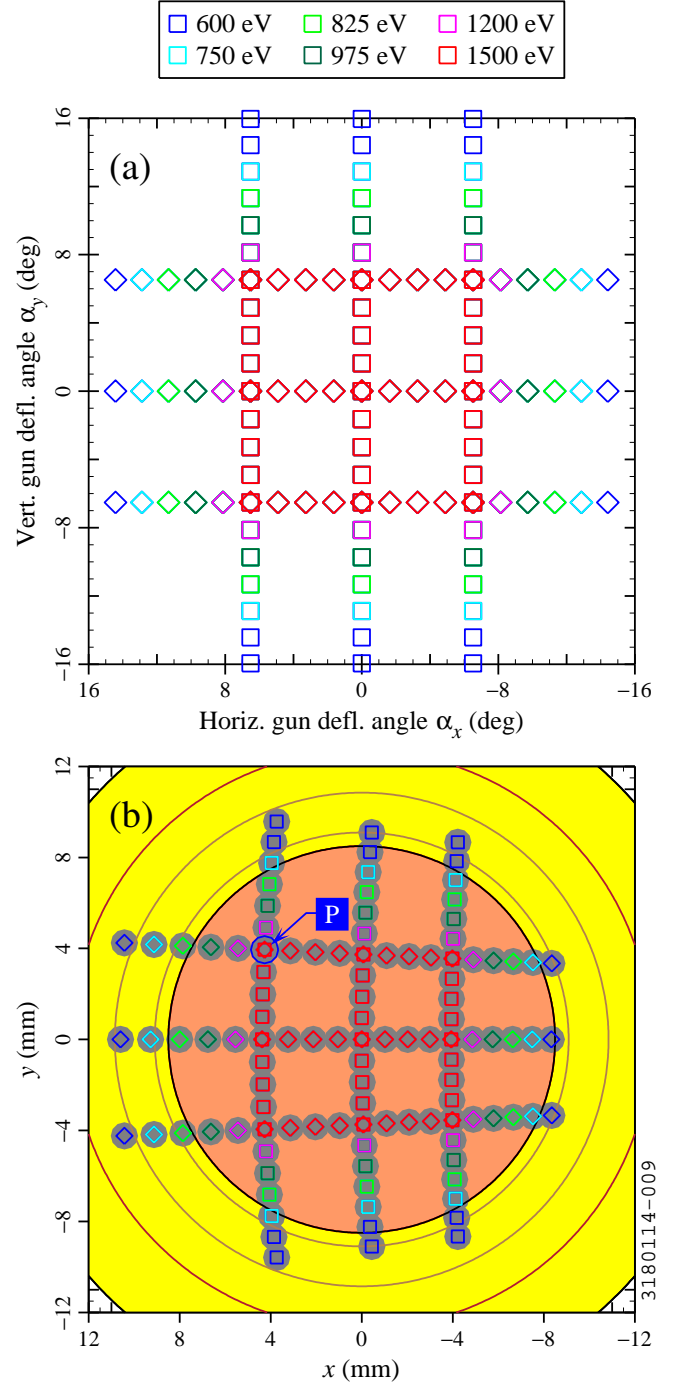 600 eV 825 eV 1200 eV
750 eV 975 eV 1500 eV
(a)
Vert. gun defl. angle αy (deg)
16
8
0
−8
−16
16 8 0 −8 −16
Horiz. gun defl. angle αx (deg)
(b)
P
y (mm)
12
8
4
0
−4
−8
−12
12 8 4 0 −4 −8 −12
x (mm)
3180114-009